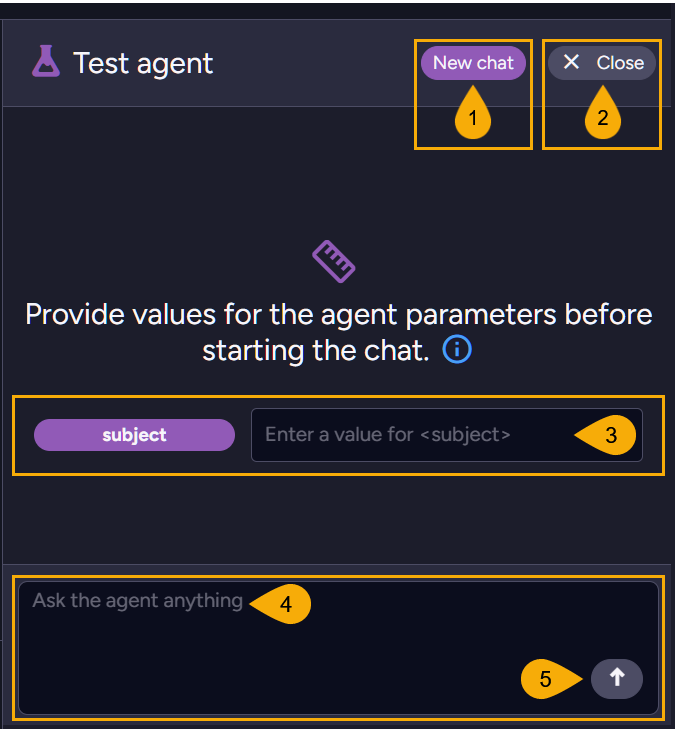 Test agent
New chat
Close
1
2
Provide values for the agent parameters before
starting the chat.
subject
Enter a value for <subject>
3
Ask the agent anything
4
5